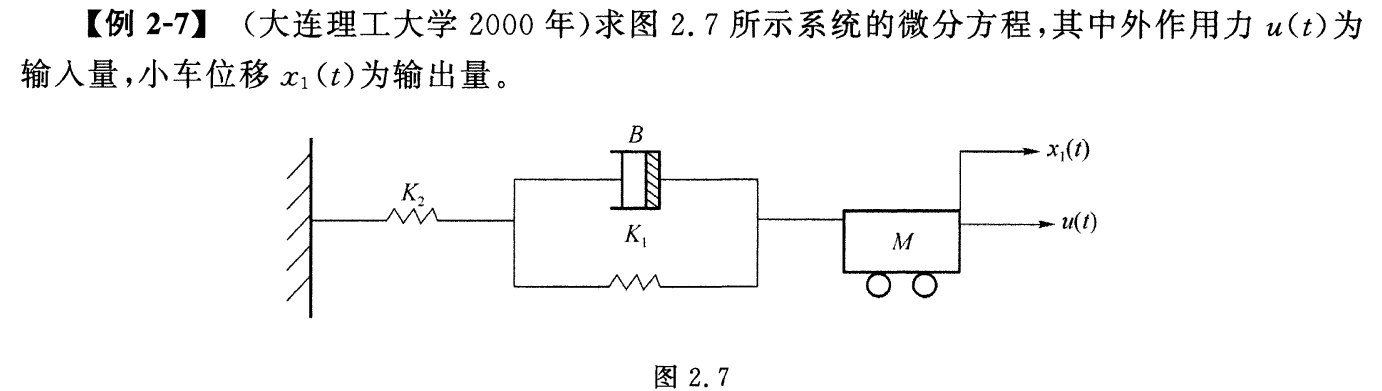 【例 2-7】 (大连理工大学 2000 年)求图 2.7 所示系统的微分方程,其中外作用力 u(t)为
输入量,小车位移 x₁(t)为输出量。
B
x₁(t)
K₂
u(t)
K₁
M
图 2.7